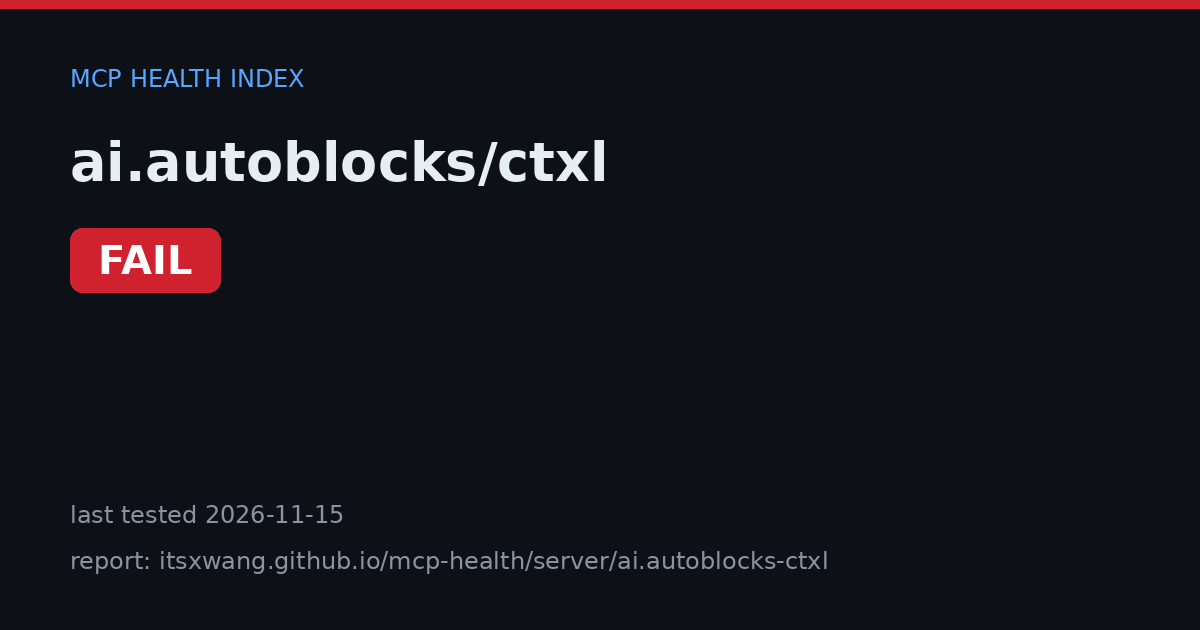 MCP HEALTH INDEX
ai.autoblocks/ctxl
FAIL
last tested 2026-11-15
report: itsxwang.github.io/mcp-health/server/ai.autoblocks-ctxl